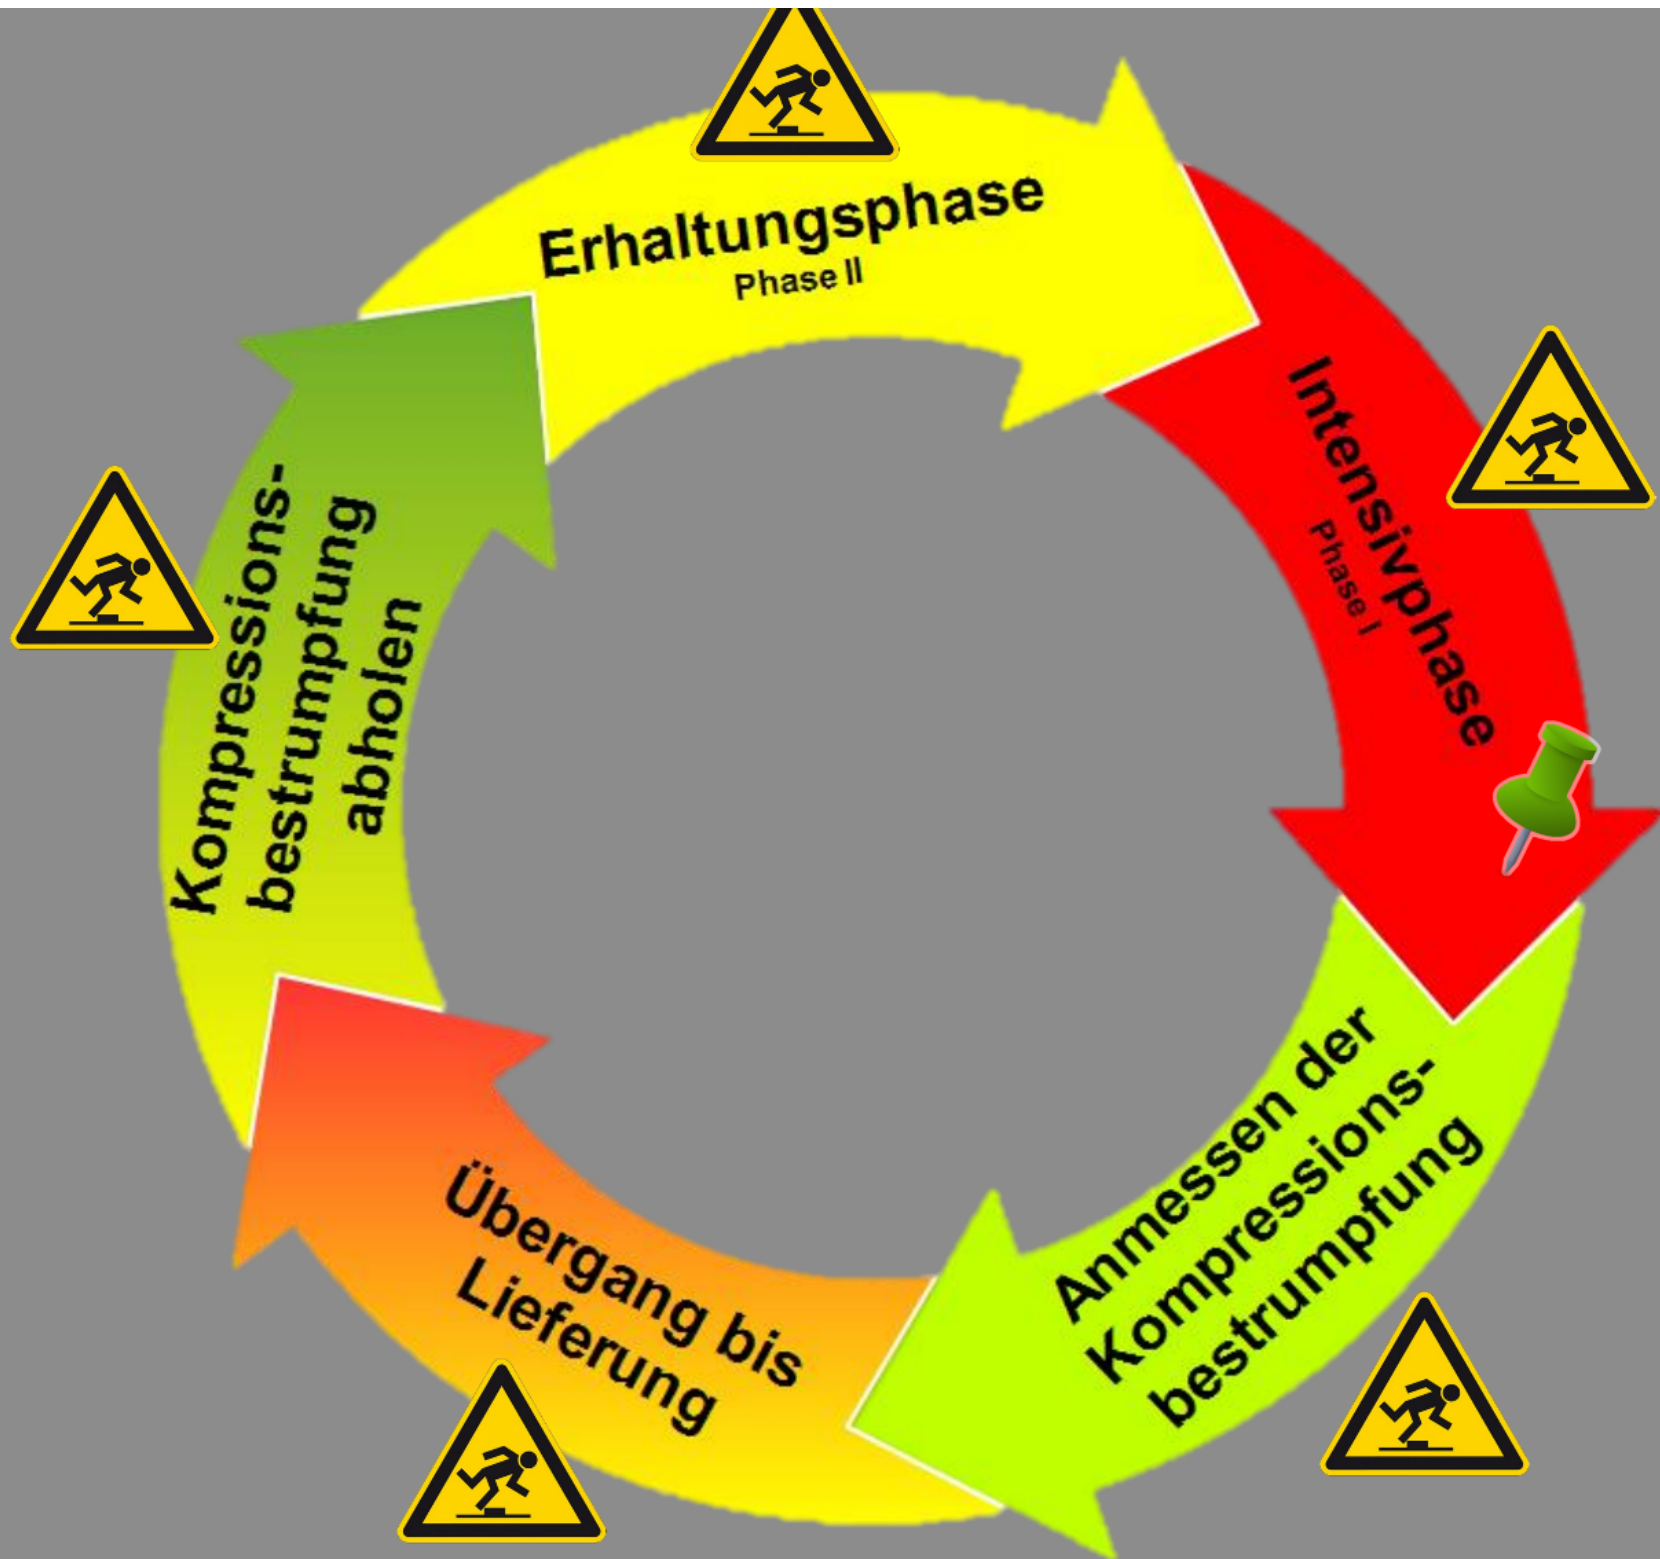 Erhaltungsphase
Phase II
Intensivphase
Phase I
Anmessen der
Kompressions-
bestrumpfung
Übergang bis
Lieferung
Kompressions-
bestrumpfung
abholen